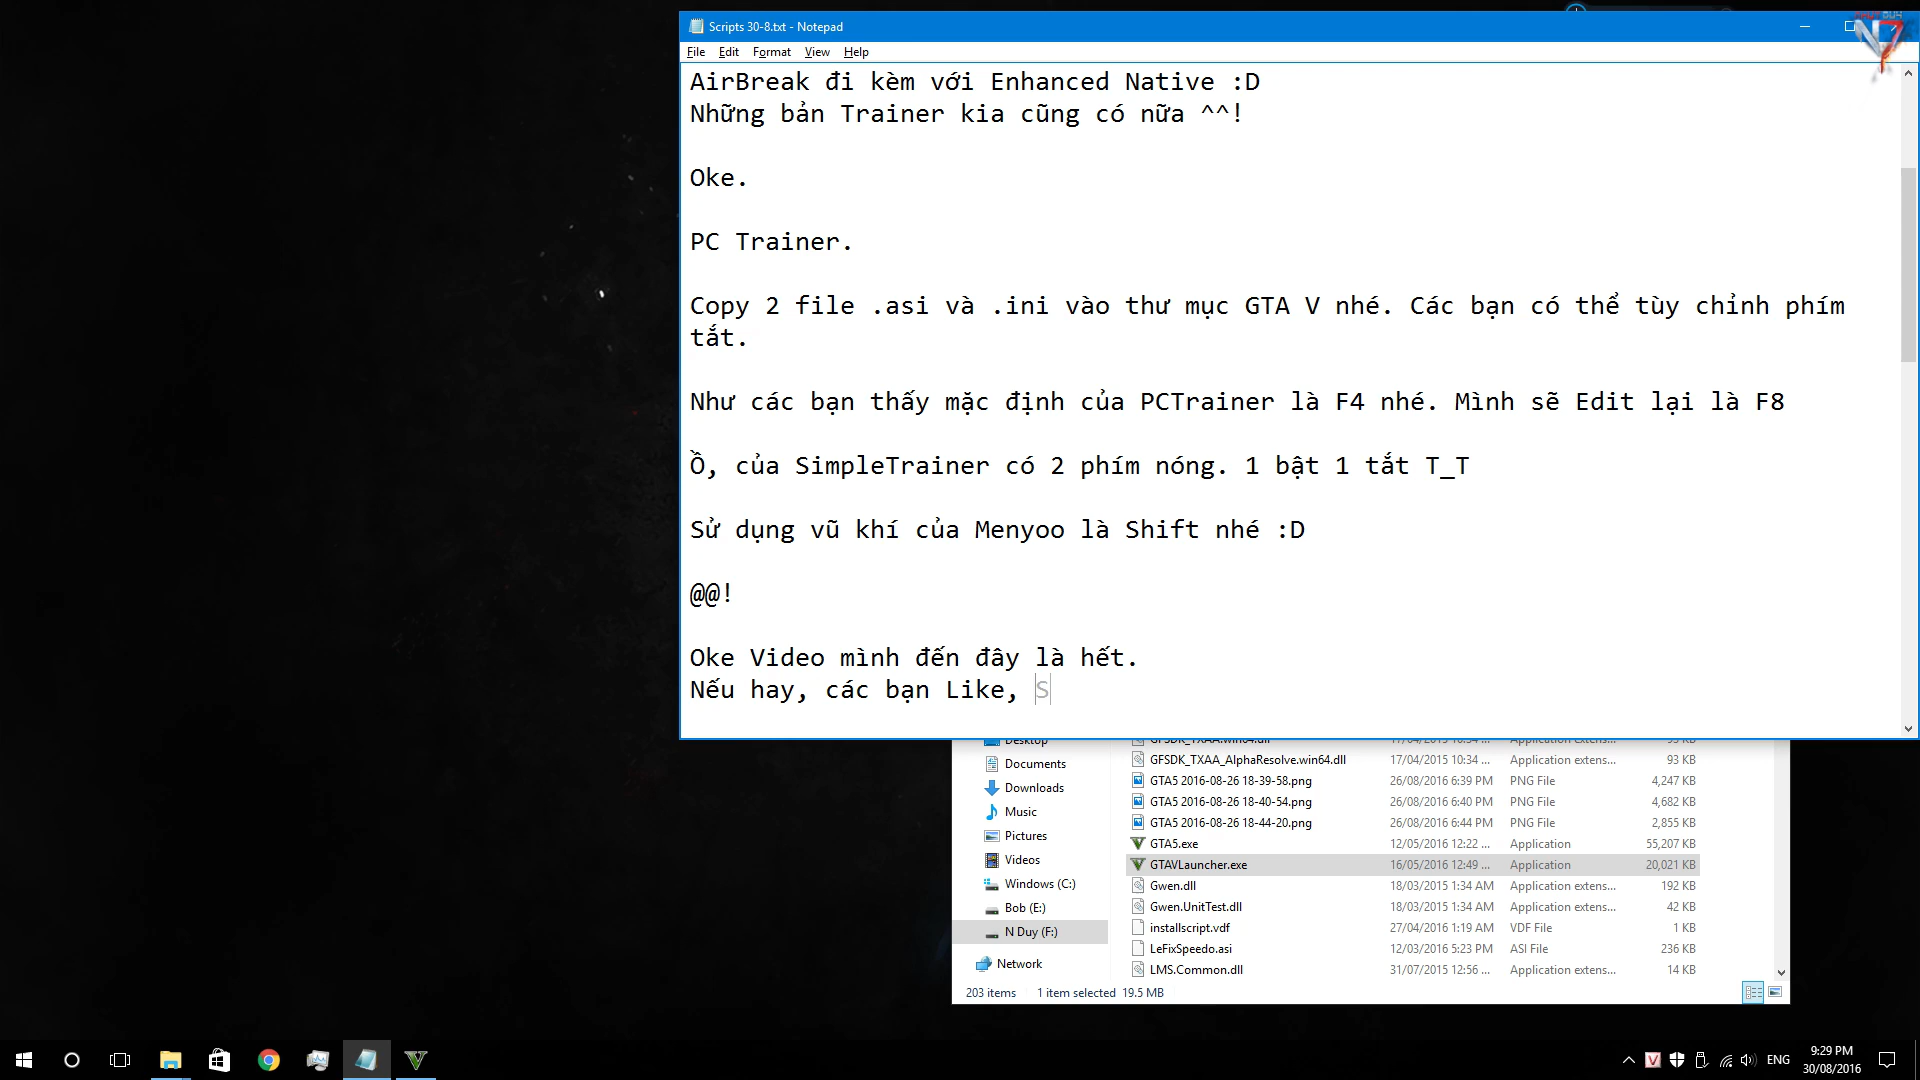 Scripts 30-8.txt - Notepad
File Edit Format View Help
AirBreak đi kèm với Enhanced Native :D
Những bản Trainer kia cũng có nữa ^^!
Oke.
PC Trainer.
Copy 2 file .asi và .ini vào thư mục GTA V nhé. Các bạn có thể tùy chỉnh phím
tắt.
Như các bạn thấy mặc định của PCTrainer là F4 nhé. Mình sẽ Edit lại là F8
Ồ, của SimpleTrainer có 2 phím nóng. 1 bật 1 tắt T_T
Sử dụng vũ khí của Menyoo là Shift nhé :D
@@!
Oke Video mình đến đây là hết.
Nếu hay, các bạn Like, S
Desktop
Documents
Downloads
Music
Pictures
Videos
Windows (C:)
Bob (E:)
N Duy (F:)
Network
GFSDK_TXAA.win64.dll 17/04/2015 10:34 ... Application extens... 93 KB
GFSDK_TXAA_AlphaResolve.win64.dll 17/04/2015 10:34 ... Application extens... 93 KB
GTA5 2016-08-26 18-39-58.png 26/08/2016 6:39 PM PNG File 4,247 KB
GTA5 2016-08-26 18-40-54.png 26/08/2016 6:40 PM PNG File 4,682 KB
GTA5 2016-08-26 18-44-20.png 26/08/2016 6:44 PM PNG File 2,855 KB
GTA5.exe 12/05/2016 12:22 ... Application 55,207 KB
GTAVLauncher.exe 16/05/2016 12:49 ... Application 20,021 KB
Gwen.dll 18/03/2015 1:34 AM Application extens... 192 KB
Gwen.UnitTest.dll 18/03/2015 1:34 AM Application extens... 42 KB
installscript.vdf 27/04/2016 1:19 AM VDF File 1 KB
LeFixSpeedo.asi 12/03/2016 5:23 PM ASI File 236 KB
LMS.Common.dll 31/07/2015 12:56 ... Application extens... 14 KB
203 items 1 item selected 19.5 MB
ENG
9:29 PM
30/08/2016